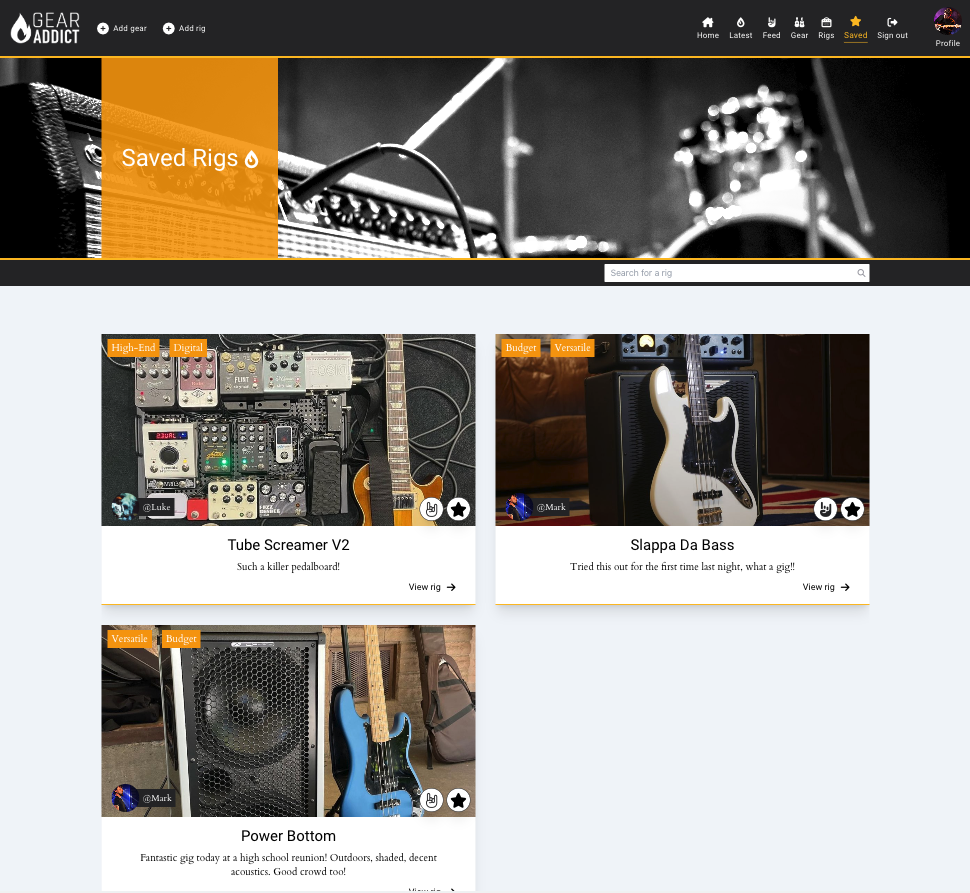 GEAR
ADDICT
Add gear
Add rig
Home
Latest
Feed
Gear
Rigs
Saved
Sign out
Profile
Saved Rigs
Search for a rig
High-End
Digital
FLINT
@Luke
Tube Screamer V2
Such a killer pedalboard!
View rig
Budget
Versatile
@Mark
Slappa Da Bass
Tried this out for the first time last night, what a gig!!
View rig
Versatile
Budget
@Mark
Power Bottom
Fantastic gig today at a high school reunion! Outdoors, shaded, decent
acoustics. Good crowd too!
View rig